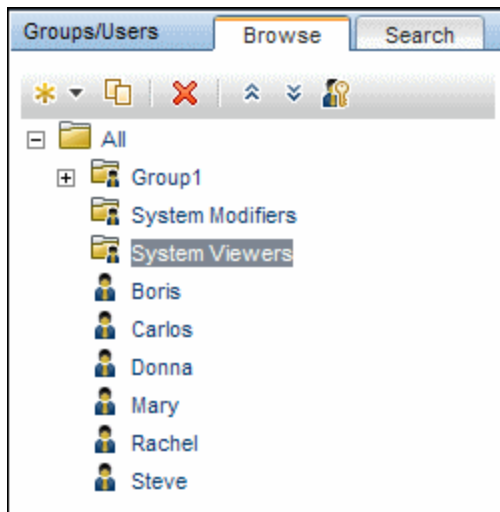 Groups/Users Browse Search
All
Group1
System Modifiers
System Viewers
Boris
Carlos
Donna
Mary
Rachel
Steve